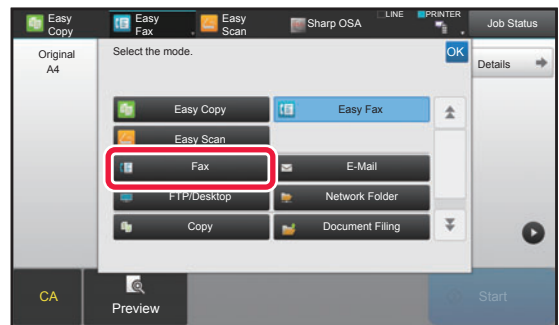 Easy
Copy
Easy
Fax
Easy
Scan
Sharp OSA
LINE
PRINTER
Job Status
Original
A4
Select the mode.
OK
Details
Easy Copy
Easy Fax
Easy Scan
Fax
E-Mail
FTP/Desktop
Network Folder
Copy
Document Filing
CA
Preview
Start